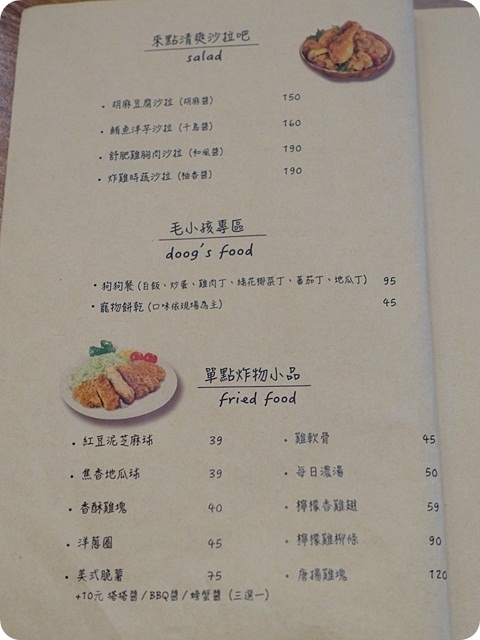 來點清爽沙拉吧
salad
• 胡麻豆腐沙拉(胡麻醬) 150
• 鮪魚洋芋沙拉(千島醬) 160
• 舒肥雞胸肉沙拉(和風醬) 190
• 炸雞時蔬沙拉(柚香醬) 190
毛小孩專區
doog's food
• 狗狗餐(白飯、炒蛋、雞肉丁、綠花椰菜丁、蕃茄丁、地瓜丁) 95
• 寵物餅乾(口味依現場為主) 45
單點炸物小品
fried food
• 紅豆泥芝麻球 39
• 雞軟骨 45
• 焦香地瓜球 39
• 每日濃湯 50
• 香酥雞塊 40
• 檸檬香雞翅 59
• 洋蔥圈 45
• 檸檬雞柳條 90
• 美式脆薯 75
• 唐揚雞塊 120
+10元 塔塔醬/BBQ醬/螃蟹醬(三選一)